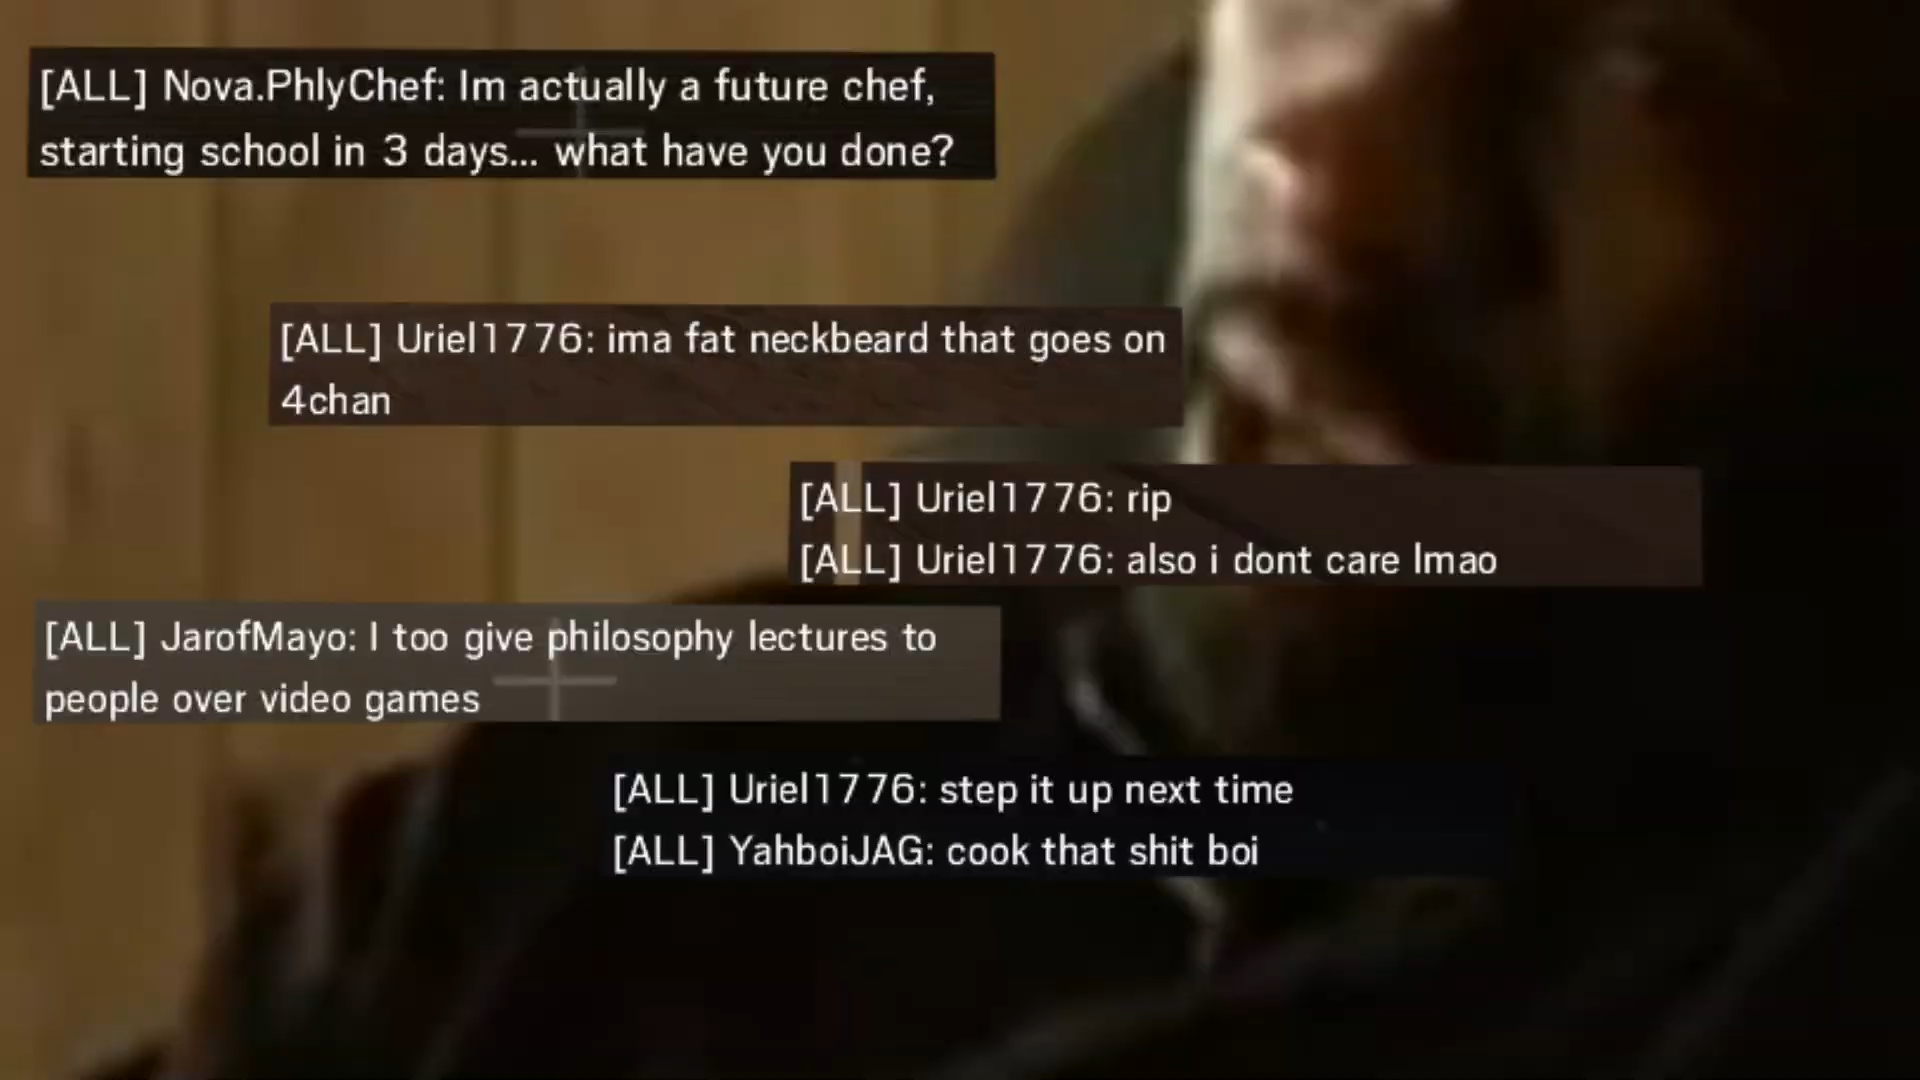 [ALL] Nova.PhlyChef: Im actually a future chef,
starting school in 3 days... what have you done?
[ALL] Uriel1776: ima fat neckbeard that goes on
4chan
[ALL] Uriel1776: rip
[ALL] Uriel1776: also i dont care lmao
[ALL] JarofMayo: I too give philosophy lectures to
people over video games
[ALL] Uriel1776: step it up next time
[ALL] YahboiJAG: cook that shit boi